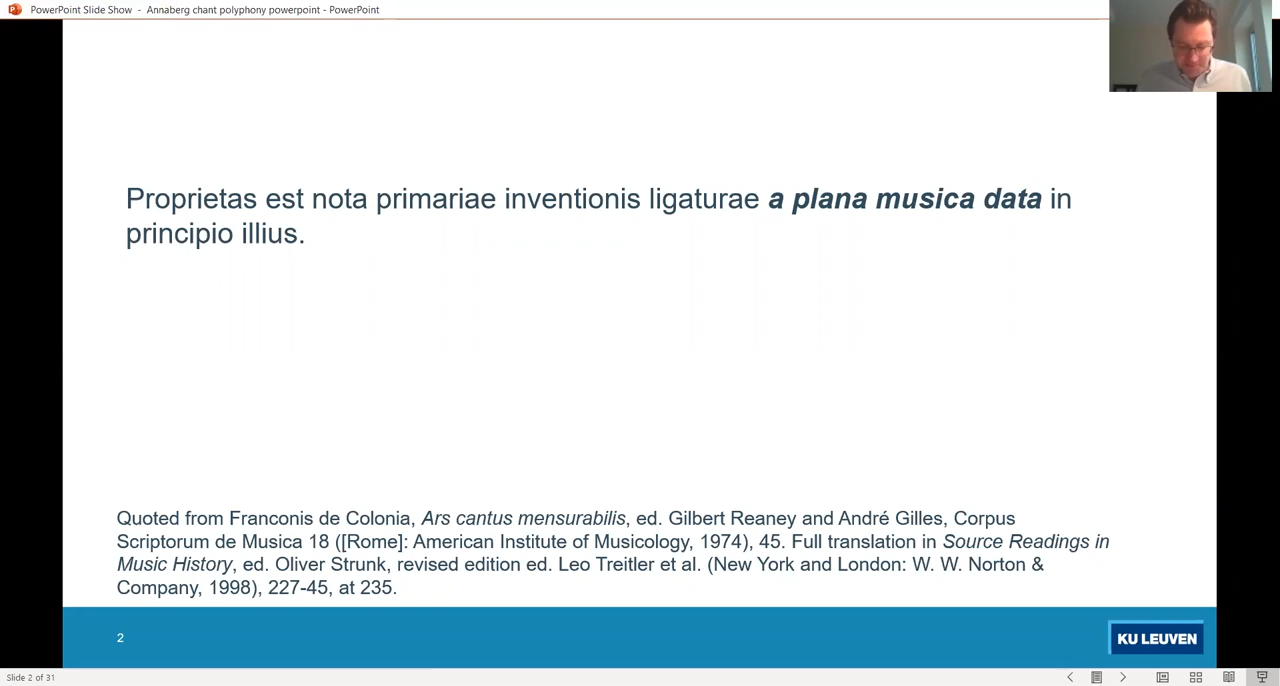 PowerPoint Slide Show - Annaberg chant polyphony powerpoint - PowerPoint
Proprietas est nota primariae inventionis ligaturae a plana musica data in
principio illius.
Quoted from Franconis de Colonia, Ars cantus mensurabilis, ed. Gilbert Reaney and André Gilles, Corpus
Scriptorum de Musica 18 ([Rome]: American Institute of Musicology, 1974), 45. Full translation in Source Readings in
Music History, ed. Oliver Strunk, revised edition ed. Leo Treitler et al. (New York and London: W. W. Norton &
Company, 1998), 227-45, at 235.
2
KU LEUVEN
Slide 2 of 31